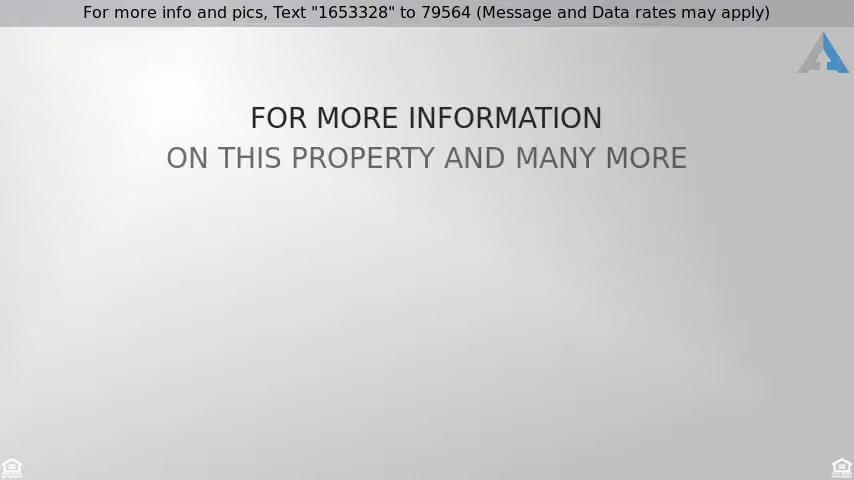 For more info and pics, Text "1653328" to 79564 (Message and Data rates may apply)
FOR MORE INFORMATION
ON THIS PROPERTY AND MANY MORE